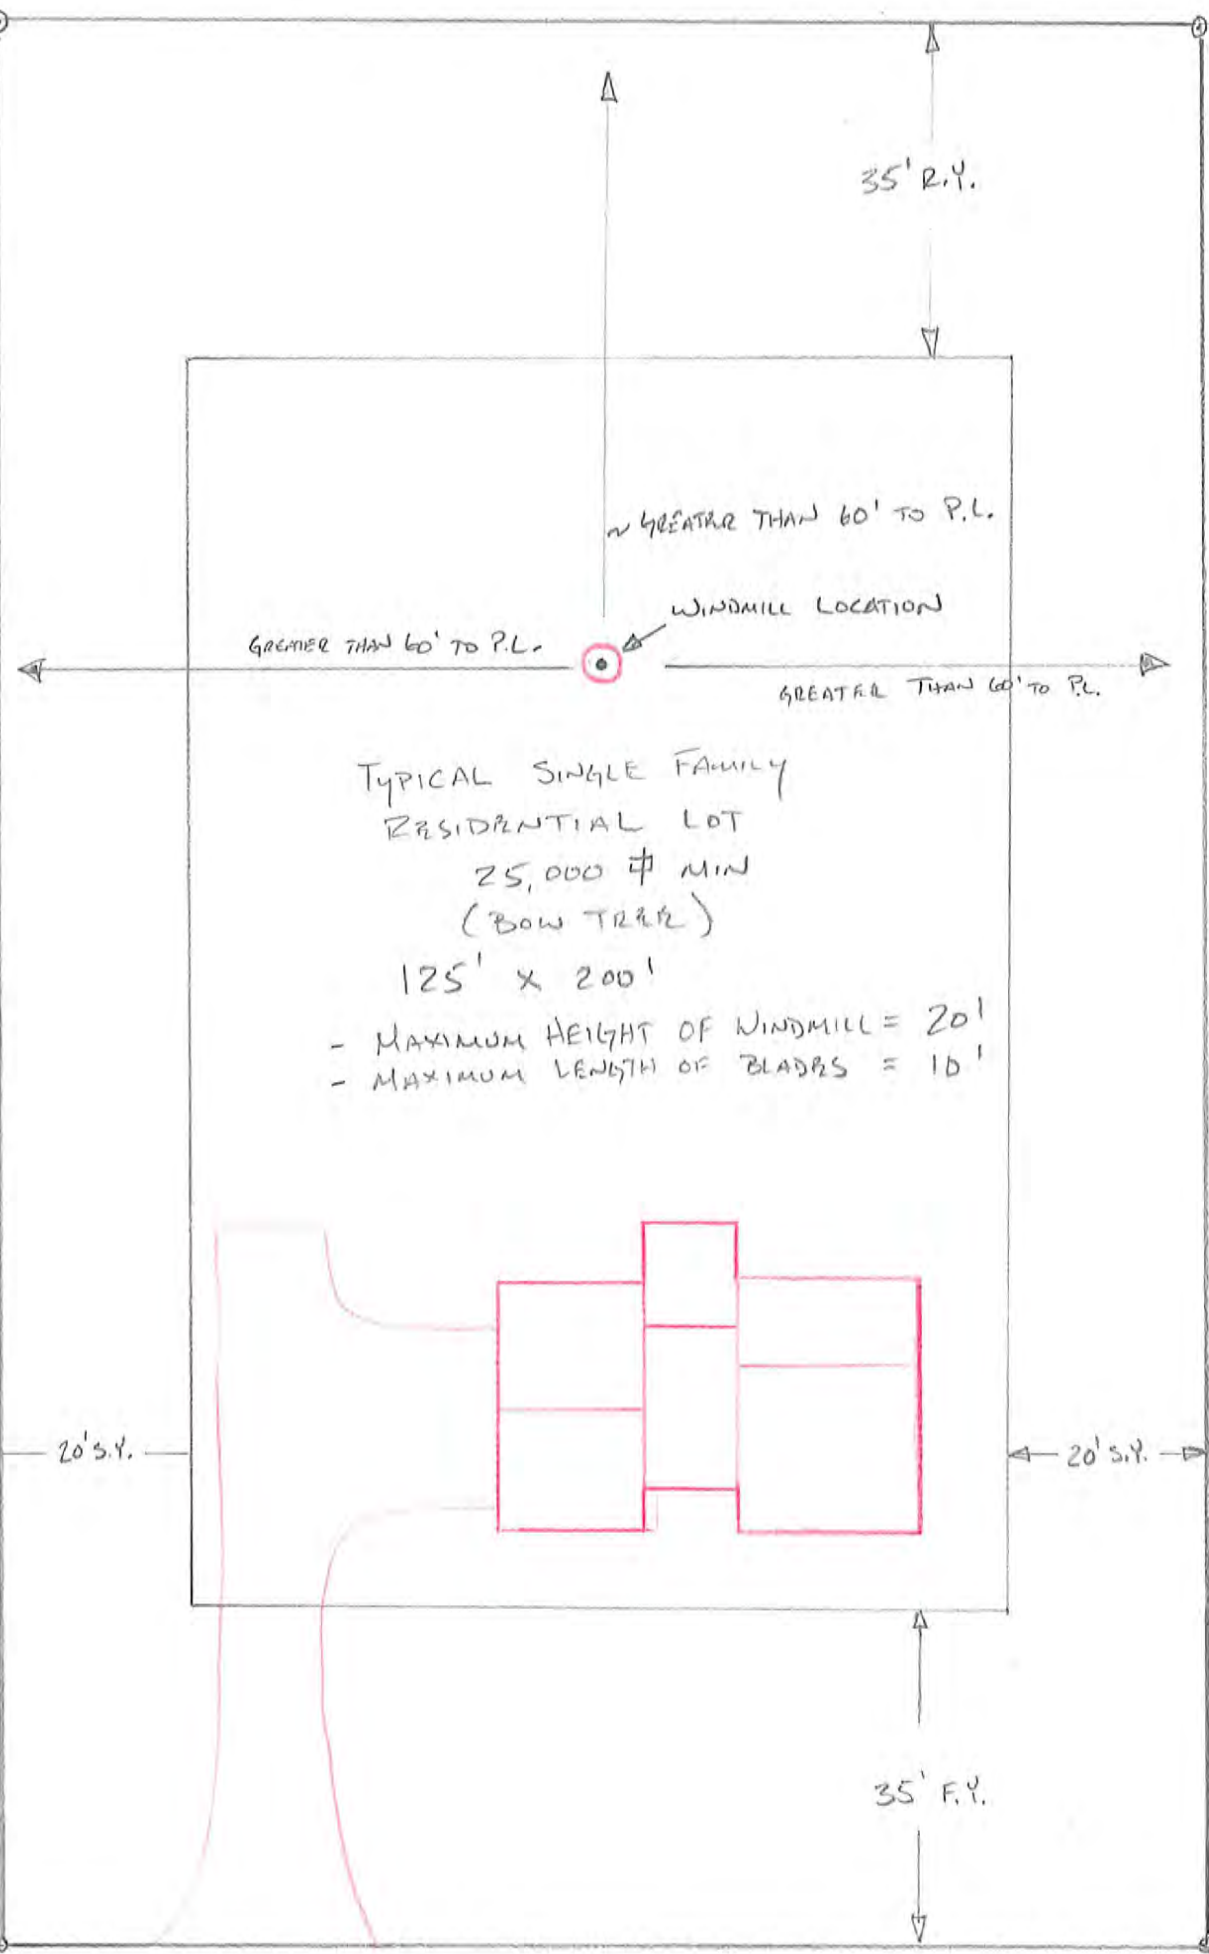 35' R.Y.
~ GREATER THAN 60' TO P.L.
WINDMILL LOCATION
GREATER THAN 60' TO P.L.
GREATER THAN 60' TO P.L.
TYPICAL SINGLE FAMILY
RESIDENTIAL LOT
25,000 ⏍ MIN
(BOW TREE)
125' x 200'
- MAXIMUM HEIGHT OF WINDMILL = 20'
- MAXIMUM LENGTH OF BLADES = 10'
20' S.Y.
20' S.Y.
35' F.Y.